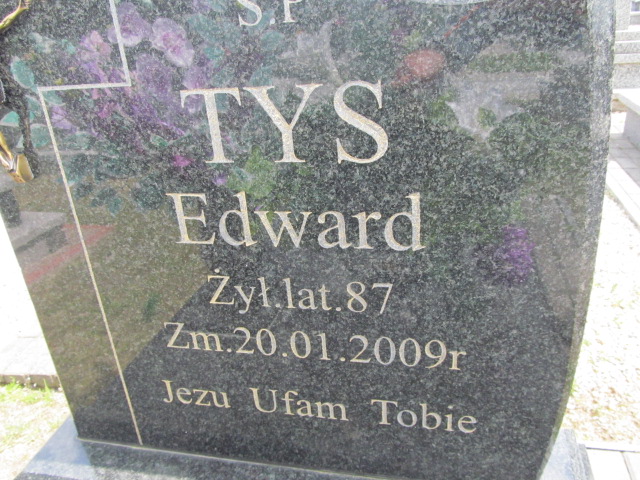 Ś.P
TYS
Edward
Żył.lat.87
Zm.20.01.2009r
Jezu Ufam Tobie